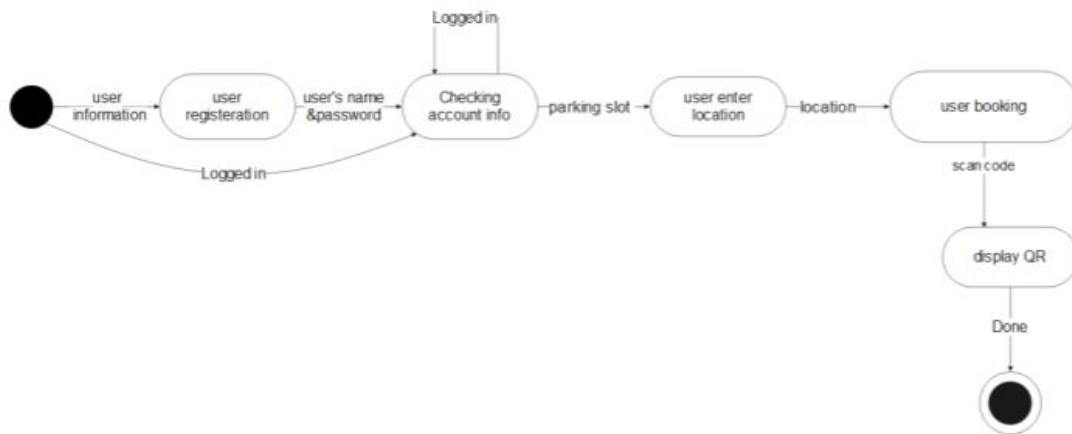 Logged in
user
information
user
registeration
user's name
&password
Checking
account info
parking slot
user enter
location
location
user booking
Logged in
scan code
display QR
Done